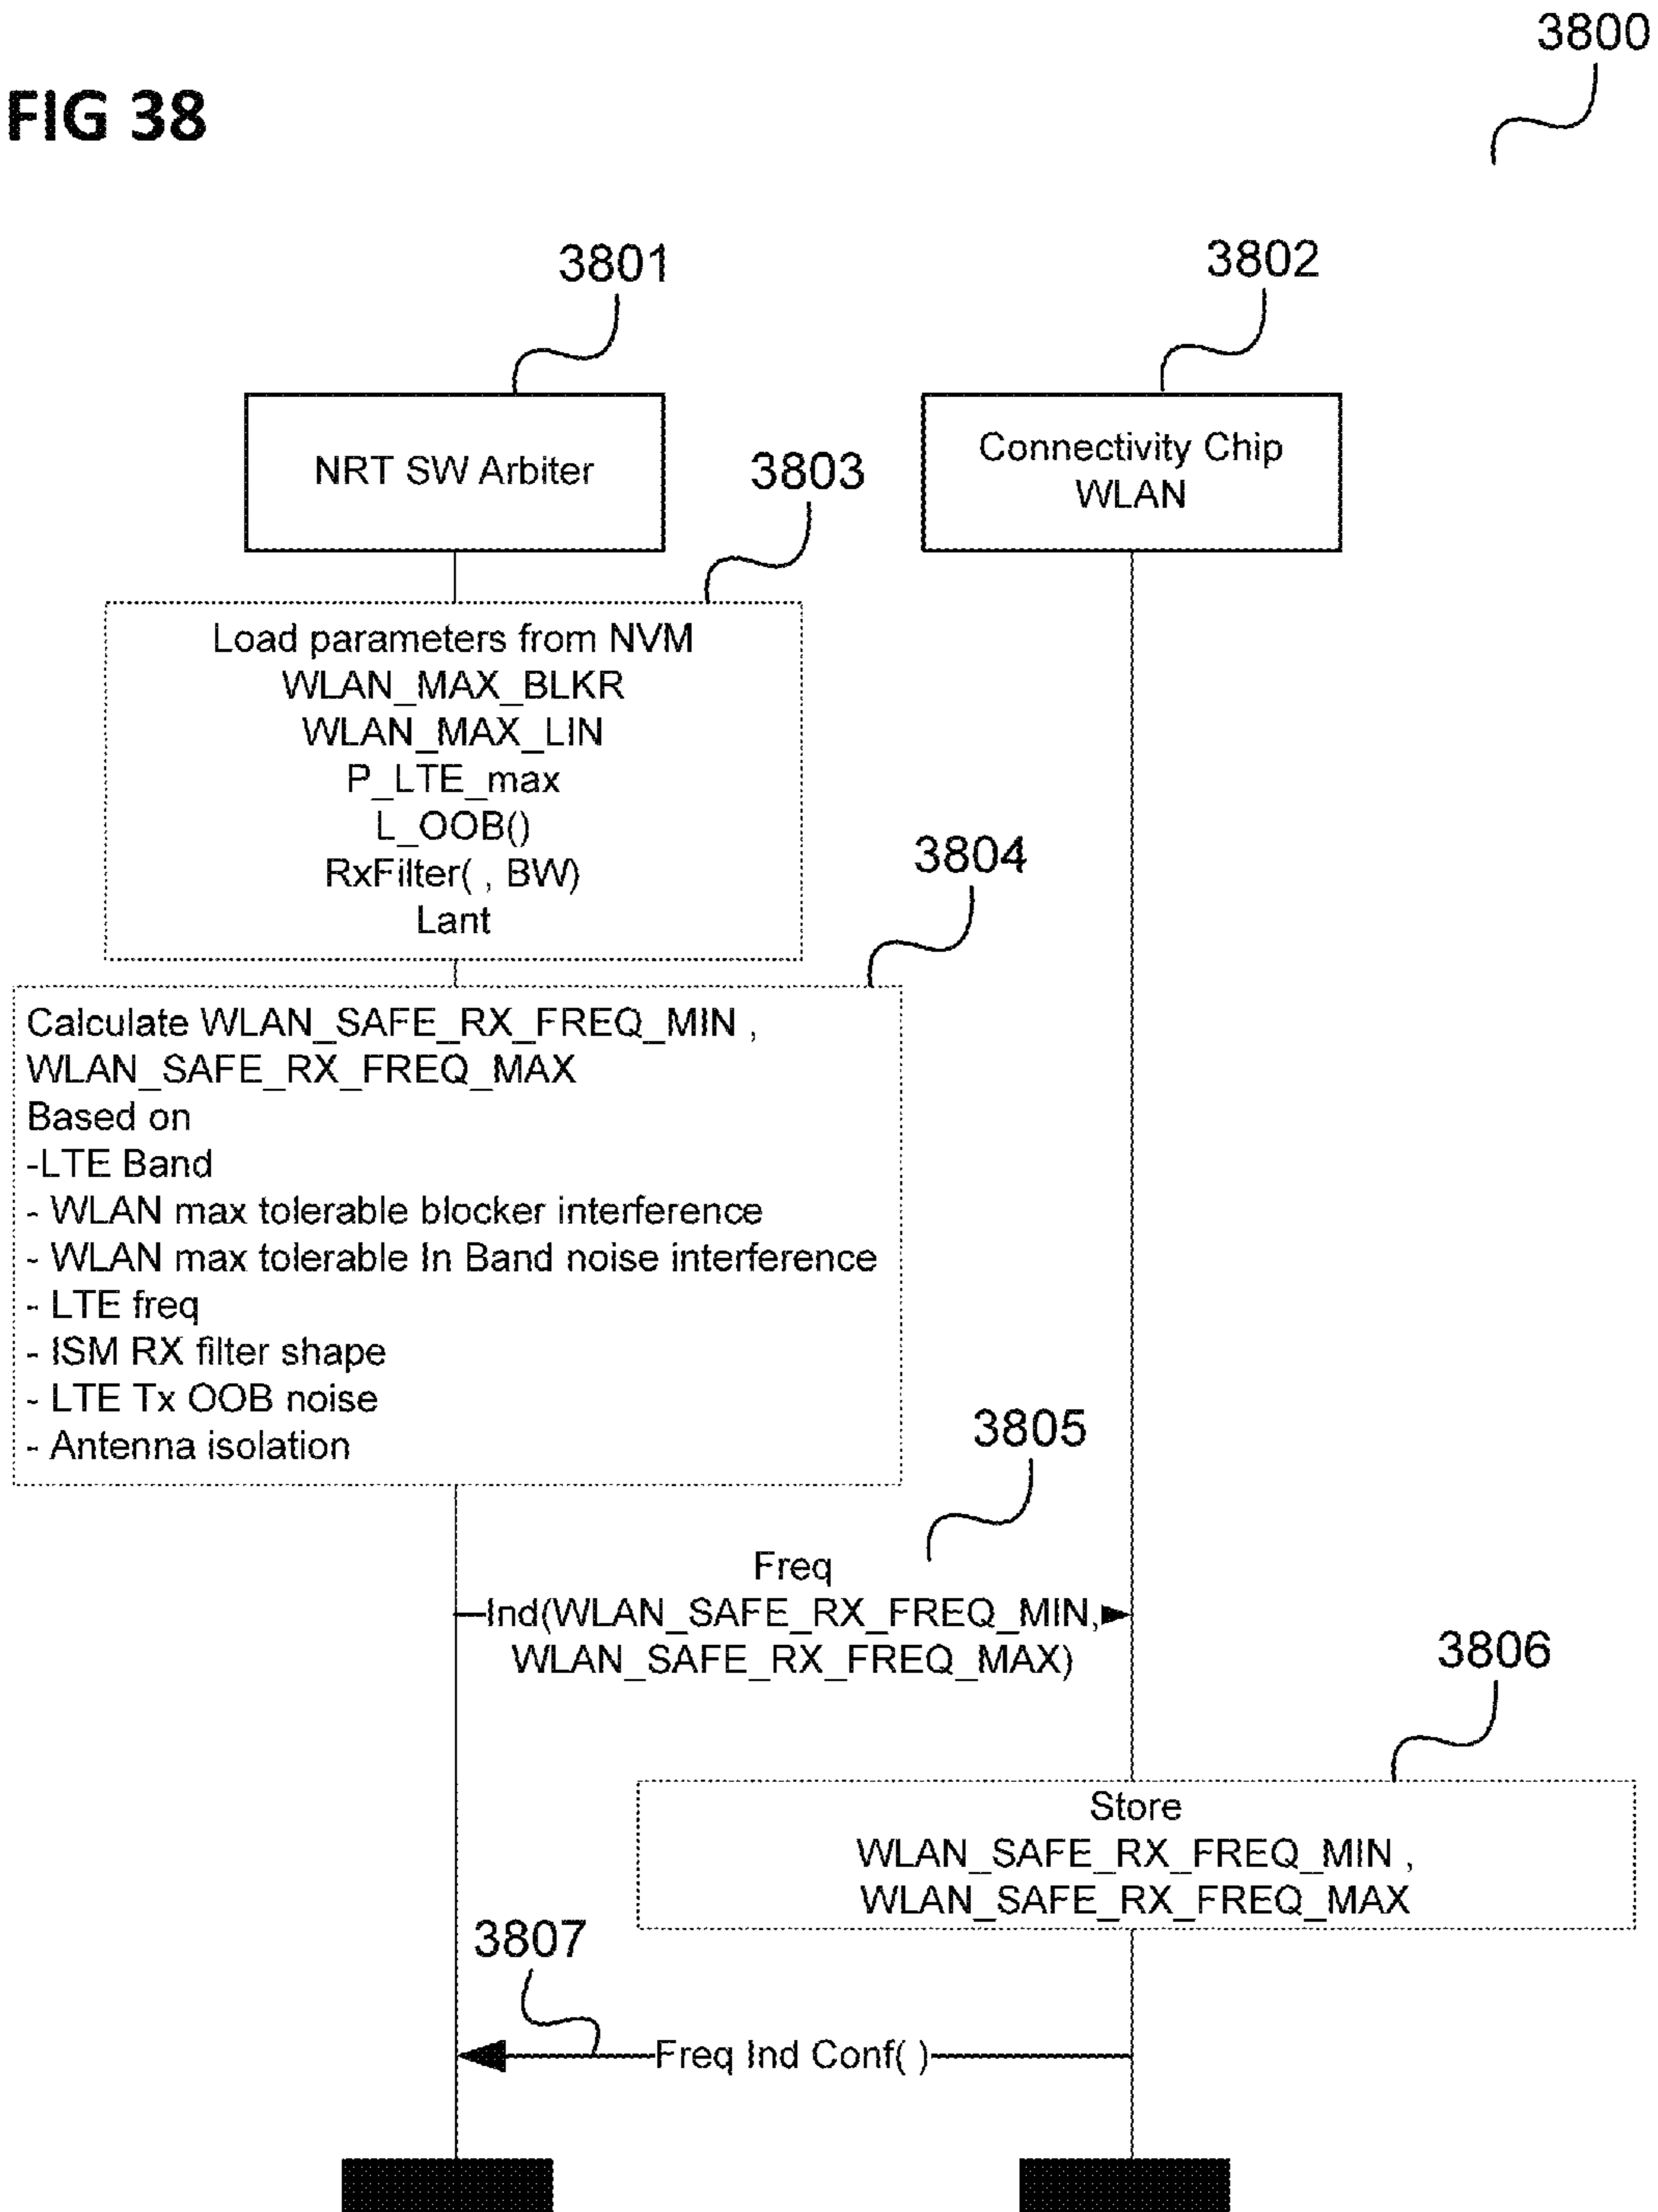 3800
FIG 38
3801
3802
NRT SW Arbiter
Connectivity Chip
WLAN
3803
Load parameters from NVM
WLAN_MAX_BLKR
WLAN_MAX_LIN
P_LTE_max
L_OOB()
RxFilter( , BW)
Lant
3804
Calculate WLAN_SAFE_RX_FREQ_MIN ,
WLAN_SAFE_RX_FREQ_MAX
Based on
-LTE Band
- WLAN max tolerable blocker interference
- WLAN max tolerable In Band noise interference
- LTE freq
- ISM RX filter shape
- LTE Tx OOB noise
- Antenna isolation
3805
Freq
Ind(WLAN_SAFE_RX_FREQ_MIN,
WLAN_SAFE_RX_FREQ_MAX)
3806
Store
WLAN_SAFE_RX_FREQ_MIN ,
WLAN_SAFE_RX_FREQ_MAX
3807
Freq Ind Conf( )